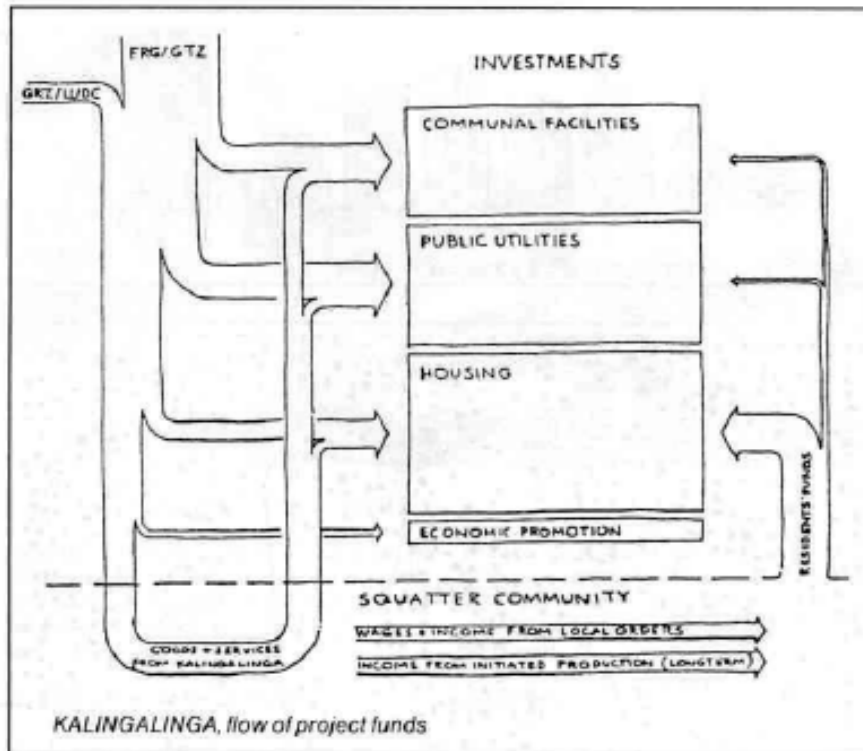 FRG/GTZ
GRZ/LUDC
INVESTMENTS
COMMUNAL FACILITIES
PUBLIC UTILITIES
HOUSING
ECONOMIC PROMOTION
RESIDENTS' FUNDS
SQUATTER COMMUNITY
GOODS + SERVICES
FROM KALINGALINGA
WAGES + INCOME FROM LOCAL ORDERS
INCOME FROM INITIATED PRODUCTION (LONGTERM)
KALINGALINGA, flow of project funds